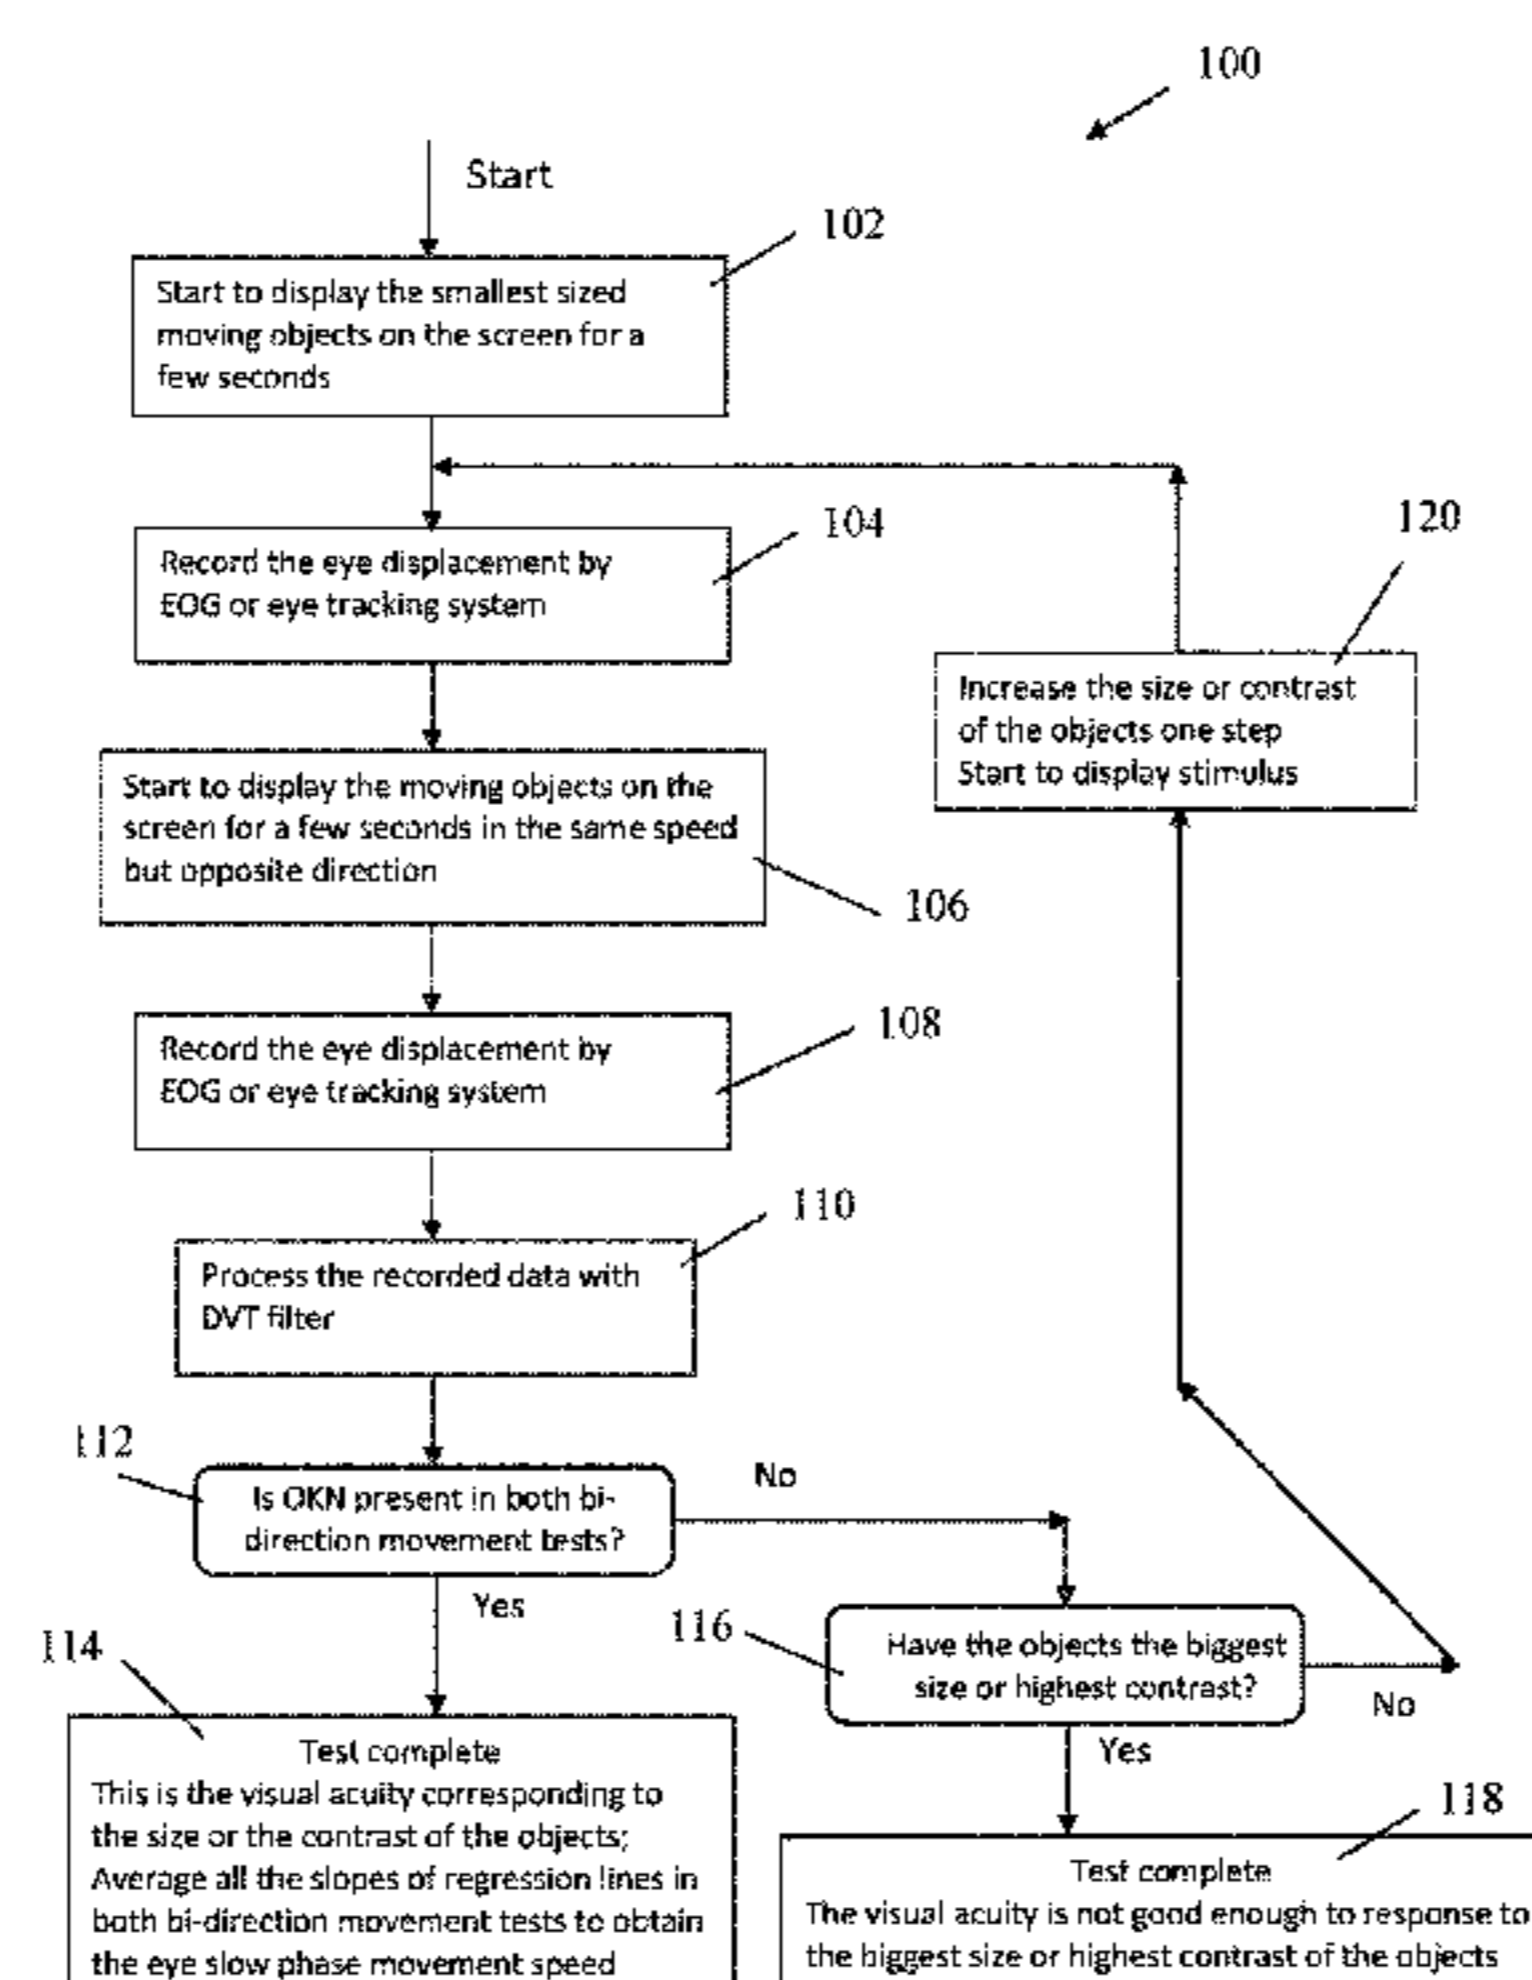 100
Start
102
Start to display the smallest sized
moving objects on the screen for a
few seconds
104
Record the eye displacement by
EOG or eye tracking system
120
Increase the size or contrast
of the objects one step
Start to display stimulus
Start to display the moving objects on the
screen for a few seconds in the same speed
but opposite direction
106
108
Record the eye displacement by
EOG or eye tracking system
110
Process the recorded data with
DVT filter
112
Is OKN present in both bi-
direction movement tests?
No
Yes
116
Have the objects the biggest
size or highest contrast?
No
Yes
114
Test complete
This is the visual acuity corresponding to
the size or the contrast of the objects;
Average all the slopes of regression lines in
both bi-direction movement tests to obtain
the eye slow phase movement speed
118
Test complete
The visual acuity is not good enough to response to
the biggest size or highest contrast of the objects